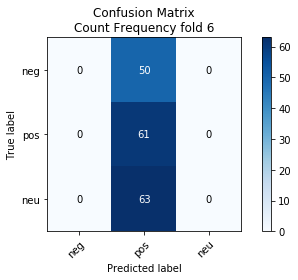 Confusion Matrix
Count Frequency fold 6
True label
neg
pos
neu
0 50 0
0 61 0
0 63 0
neg pos neu
Predicted label
60
50
40
30
20
10
0